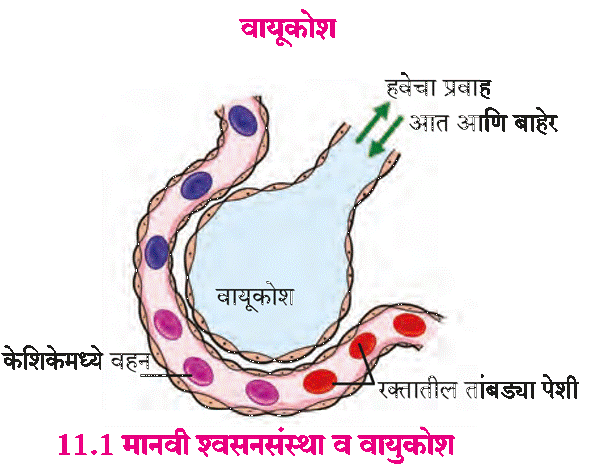 वायूकोश
हवेचा प्रवाह
आत आणि बाहेर
वायूकोश
केशिकेमध्ये वहन
रक्तातील तांबड्या पेशी
11.1 मानवी श्वसनसंस्था व वायुकोश